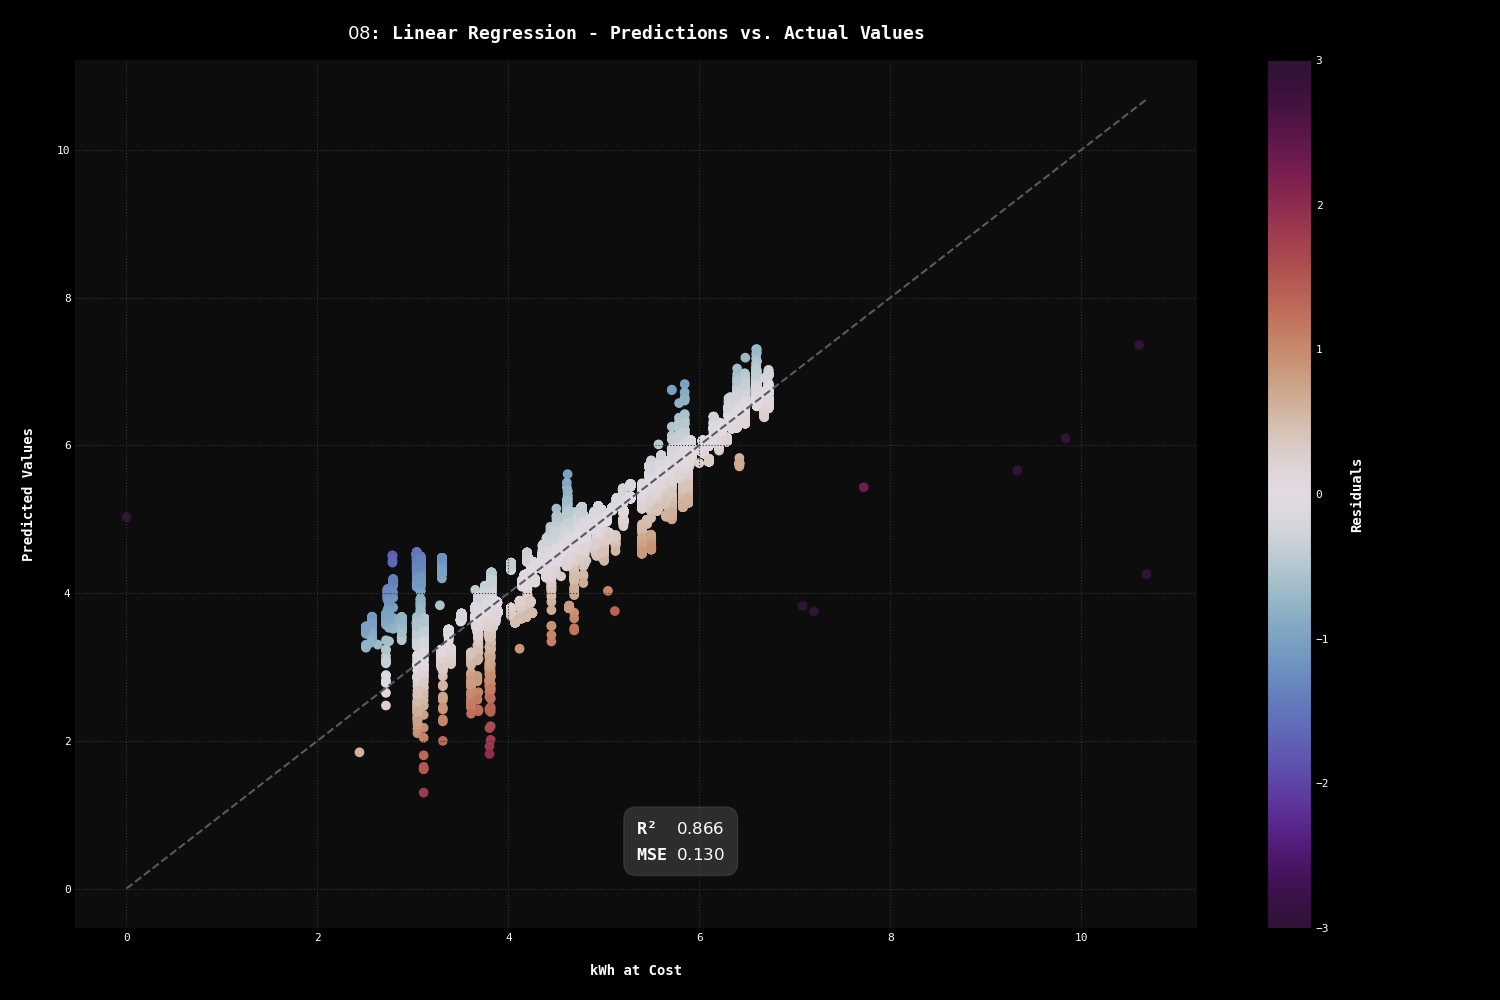 08: Linear Regression - Predictions vs. Actual Values
Predicted Values
10
8
6
4
2
0
0 2 4 6 8 10
kWh at Cost
R² 0.866
MSE 0.130
3
2
1
0
−1
−2
−3
Residuals